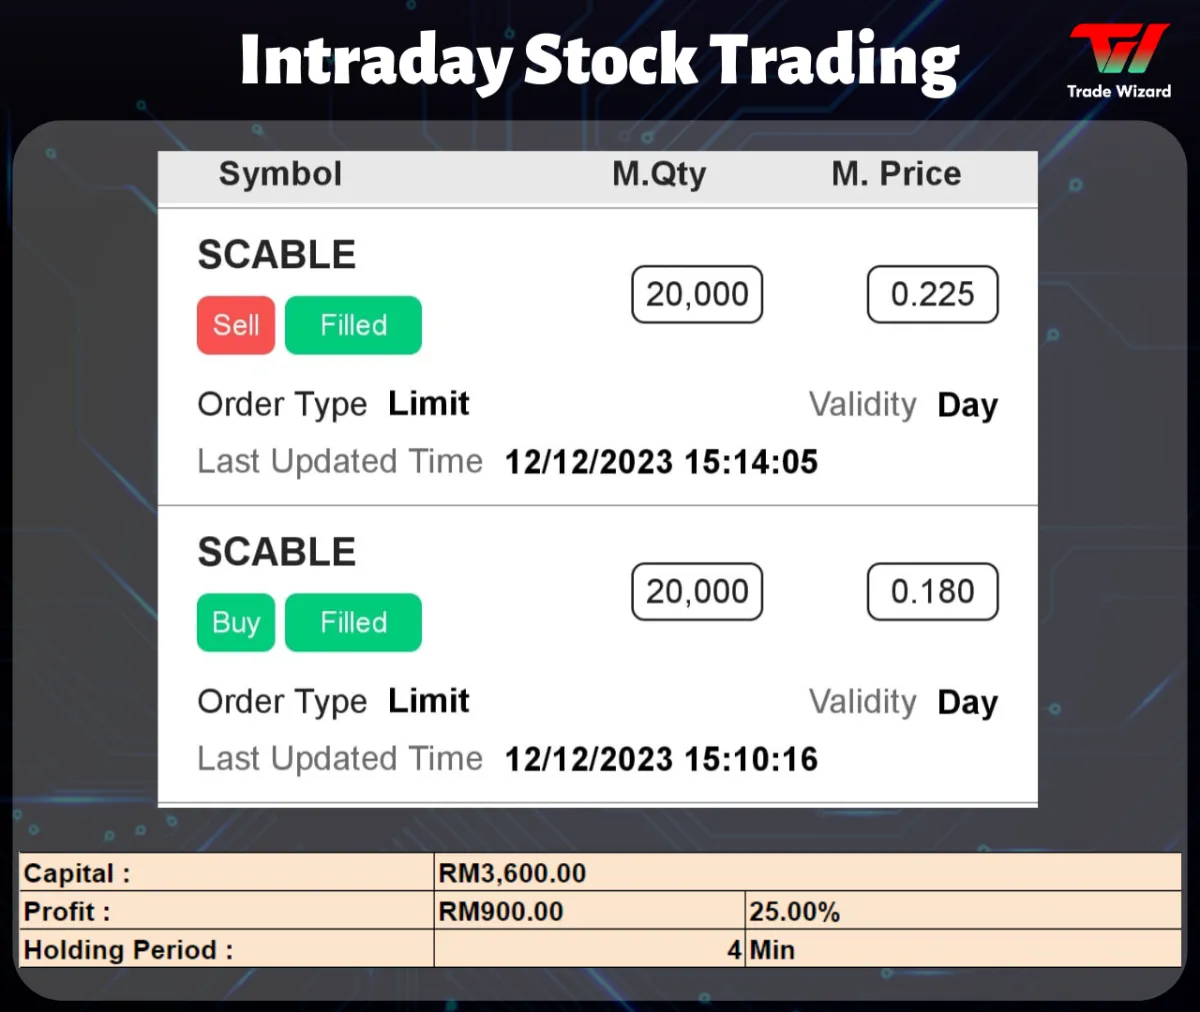 Intraday Stock Trading
Trade Wizard
Symbol M.Qty M. Price
SCABLE
20,000 0.225
Sell Filled
Order Type Limit Validity Day
Last Updated Time 12/12/2023 15:14:05
SCABLE
20,000 0.180
Buy Filled
Order Type Limit Validity Day
Last Updated Time 12/12/2023 15:10:16
Capital : RM3,600.00
Profit : RM900.00 25.00%
Holding Period : 4 Min